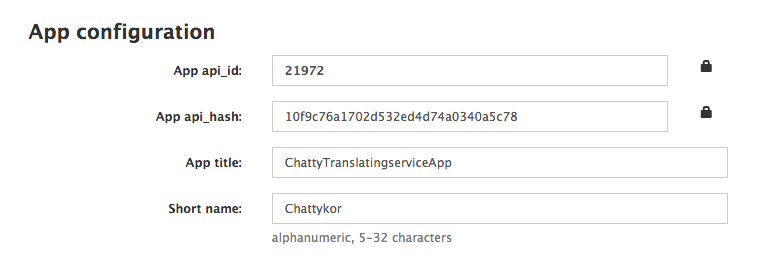 App configuration
App api_id: 21972
App api_hash: 10f9c76a1702d532ed4d74a0340a5c78
App title: ChattyTranslatingserviceApp
Short name: Chattykor
alphanumeric, 5-32 characters